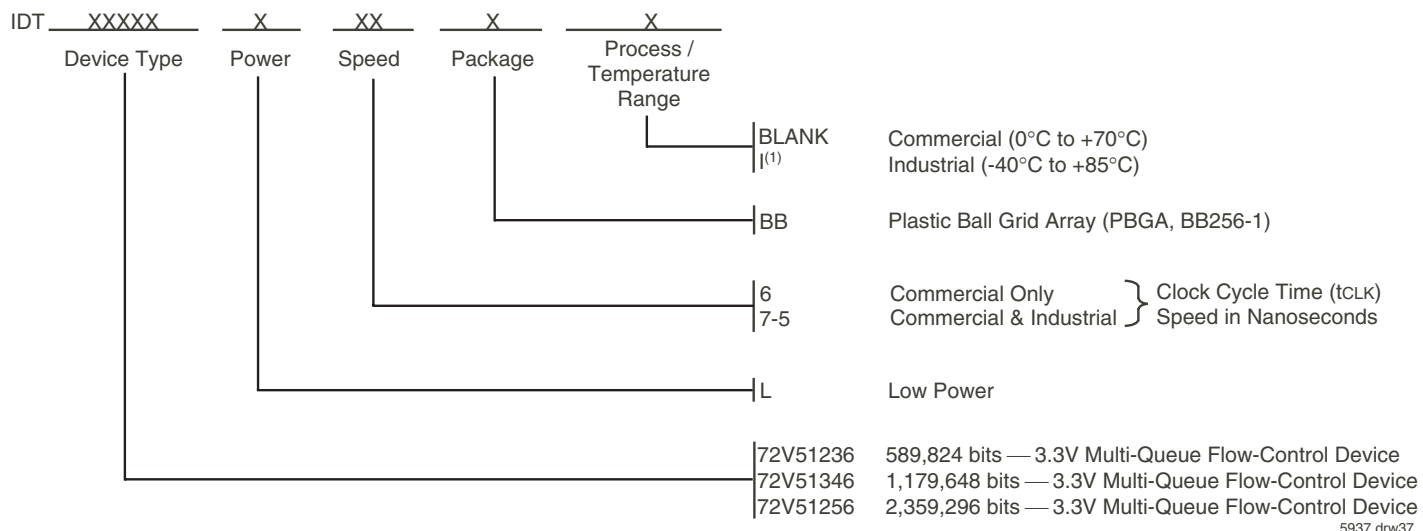 IDT XXXXX X XX X X
Device Type Power Speed Package Process / Temperature Range
BLANK Commercial (0°C to +70°C)
I(1) Industrial (-40°C to +85°C)
BB Plastic Ball Grid Array (PBGA, BB256-1)
6 Commercial Only Clock Cycle Time (tCLK)
7-5 Commercial & Industrial Speed in Nanoseconds
L Low Power
72V51236 589,824 bits — 3.3V Multi-Queue Flow-Control Device
72V51346 1,179,648 bits — 3.3V Multi-Queue Flow-Control Device
72V51256 2,359,296 bits — 3.3V Multi-Queue Flow-Control Device
5937 drw37